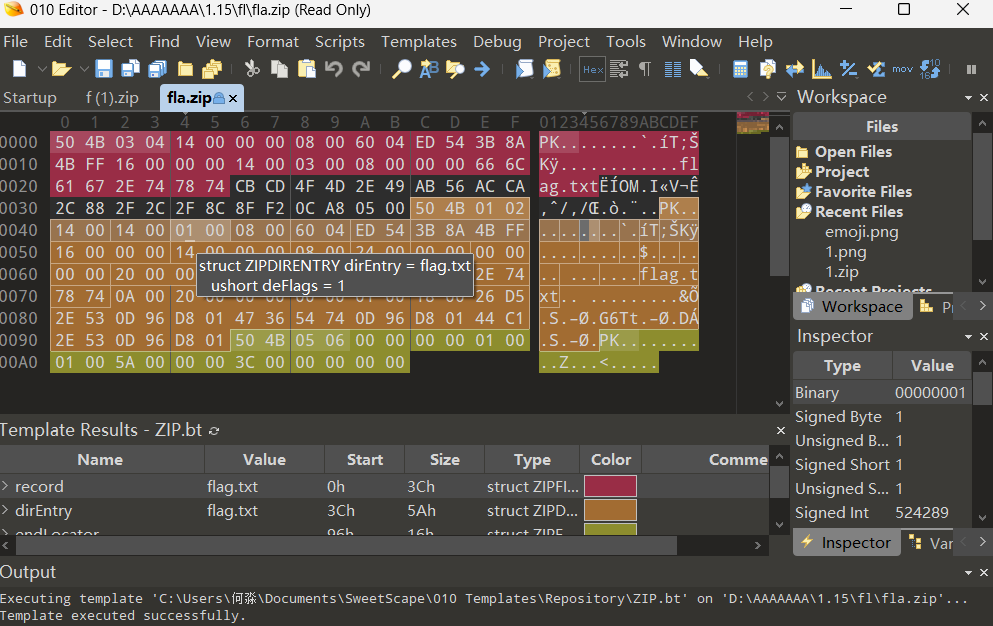 010 Editor - D:\AAAAAAA\1.15\fl\fla.zip (Read Only)
File Edit Select Find View Format Scripts Templates Debug Project Tools Window Help
Hex mov
Startup f (1).zip fla.zip Workspace
0 1 2 3 4 5 6 7 8 9 A B C D E F 0123456789ABCDEF
Files
0000 50 4B 03 04 14 00 00 00 08 00 60 04 ED 54 3B 8A PK........`.íT;Š
0010 4B FF 16 00 00 00 14 00 03 00 08 00 00 00 66 6C Kÿ............fl
0020 61 67 2E 74 78 74 CB CD 4F 4D 2E 49 AB 56 AC CA ag.txtËÍOM.I«V¬Ê
0030 2C 88 2F 2C 2F 8C 8F F2 0C A8 05 00 50 4B 01 02 ,ˆ/,/Œ.ò.¨..PK..
0040 14 00 14 00 01 00 08 00 60 04 ED 54 3B 8A 4B FF ........`.íT;ŠKÿ
0050 16 00 00 00 14
0060 00 00 20 00 00 2E 74 flag.t
0070 78 74 0A 00 26 D5 xt.. .........&Õ
0080 2E 53 0D 96 D8 01 47 36 54 74 0D 96 D8 01 44 C1 .S.–Ø.G6Tt.–Ø.DÁ
0090 2E 53 0D 96 D8 01 50 4B 05 06 00 00 00 00 01 00 .S.–Ø.PK........
00A0 01 00 5A 00 00 00 3C 00 00 00 00 00 ..Z...<.....
struct ZIPDIRENTRY dirEntry = flag.txt
ushort deFlags = 1
Open Files
Project
Favorite Files
Recent Files
emoji.png
1.png
1.zip
Recent Projects
Workspace
Inspector
Type Value
Binary 00000001
Signed Byte 1
Unsigned B... 1
Signed Short 1
Unsigned S... 1
Signed Int 524289
Inspector Var
Template Results - ZIP.bt
Name Value Start Size Type Color Comme
record flag.txt 0h 3Ch struct ZIPFI...
dirEntry flag.txt 3Ch 5Ah struct ZIPD...
endLocator 96h 16h struct ZIPE...
Output
Executing template 'C:\Users\何淼\Documents\SweetScape\010 Templates\Repository\ZIP.bt' on 'D:\AAAAAAA\1.15\fl\fla.zip'...
Template executed successfully.